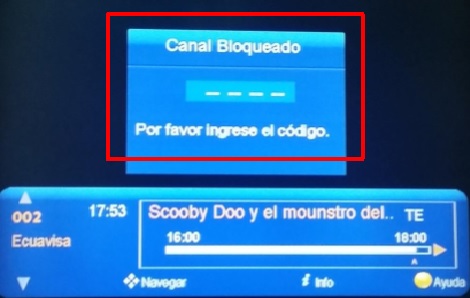 Canal Bloqueado
_ _ _ _
Por favor ingrese el código.
002
17:53
Scooby Doo y el mounstro del..
TE
Ecuavisa
16:00
18:00
Navegar
Info
Ayuda